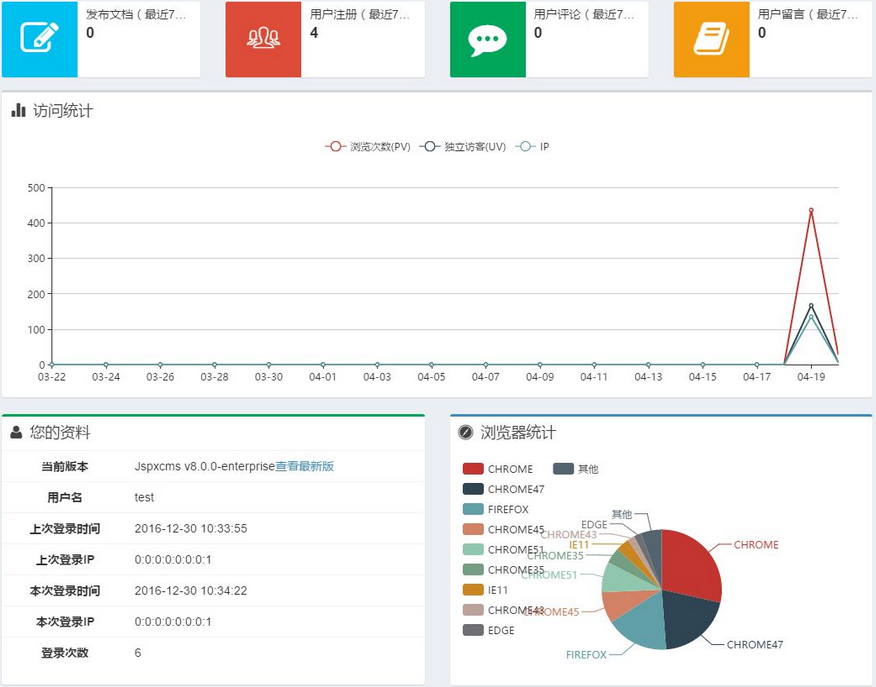 发布文档（最近7...
0
用户注册（最近7...
4
用户评论（最近7...
0
用户留言（最近7...
0
访问统计
浏览次数(PV) 独立访客(UV) IP
500
400
300
200
100
0
03-22 03-24 03-26 03-28 03-30 04-01 04-03 04-05 04-07 04-09 04-11 04-13 04-15 04-17 04-19
您的资料
当前版本 Jspxcms v8.0.0-enterprise查看最新版
用户名 test
上次登录时间 2016-12-30 10:33:55
上次登录IP 0:0:0:0:0:0:0:1
本次登录时间 2016-12-30 10:34:22
本次登录IP 0:0:0:0:0:0:0:1
登录次数 6
浏览器统计
CHROME 其他
CHROME47
FIREFOX
CHROME45
CHROME51
CHROME35
IE11
CHROME43
EDGE
其他
EDGE
CHROME43
IE11
CHROME35
CHROME51
CHROME45
FIREFOX
CHROME
CHROME47